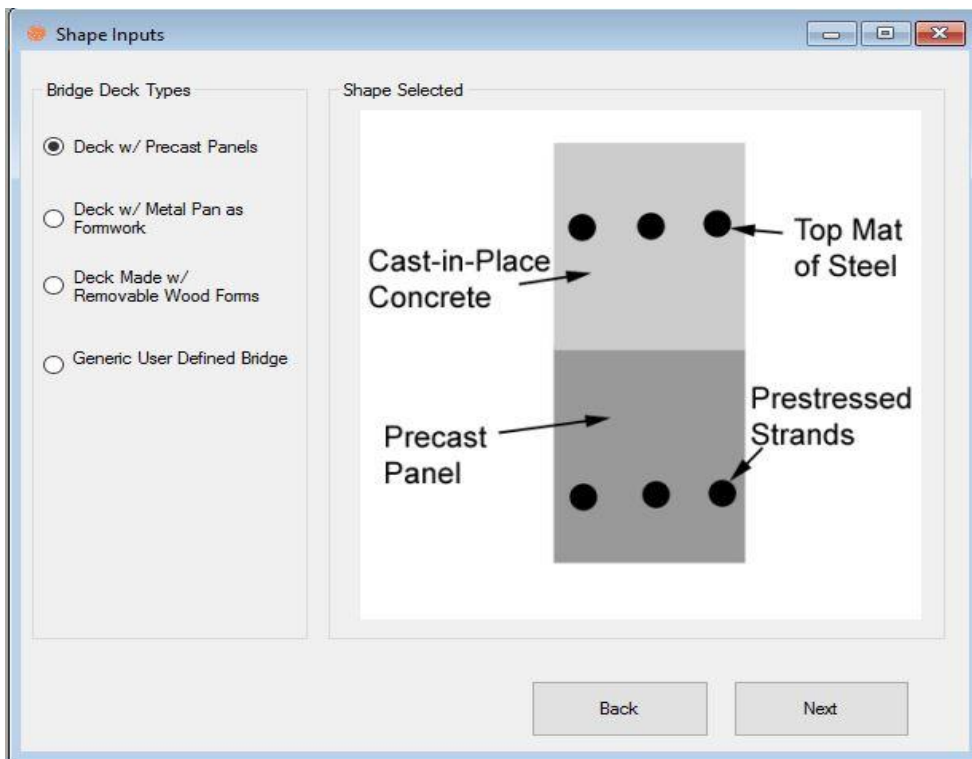 Shape Inputs
Bridge Deck Types
Deck w/ Precast Panels
Deck w/ Metal Pan as
Formwork
Deck Made w/
Removable Wood Forms
Generic User Defined Bridge
Shape Selected
Cast-in-Place
Concrete
Top Mat
of Steel
Precast
Panel
Prestressed
Strands
Back
Next